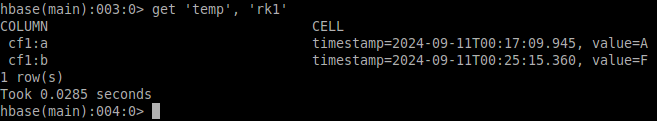 hbase(main):003:0> get 'temp', 'rk1'
COLUMN                                CELL
 cf1:a                                timestamp=2024-09-11T00:17:09.945, value=A
 cf1:b                                timestamp=2024-09-11T00:25:15.360, value=F
1 row(s)
Took 0.0285 seconds
hbase(main):004:0>